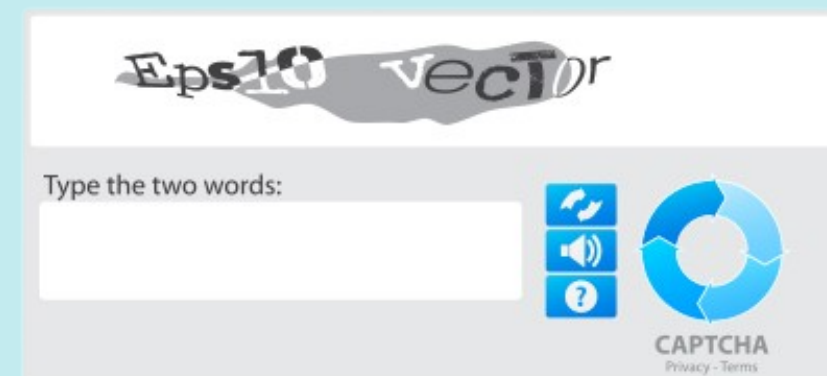 Eps10 vector
Type the two words:
?
CAPTCHA
Privacy - Terms